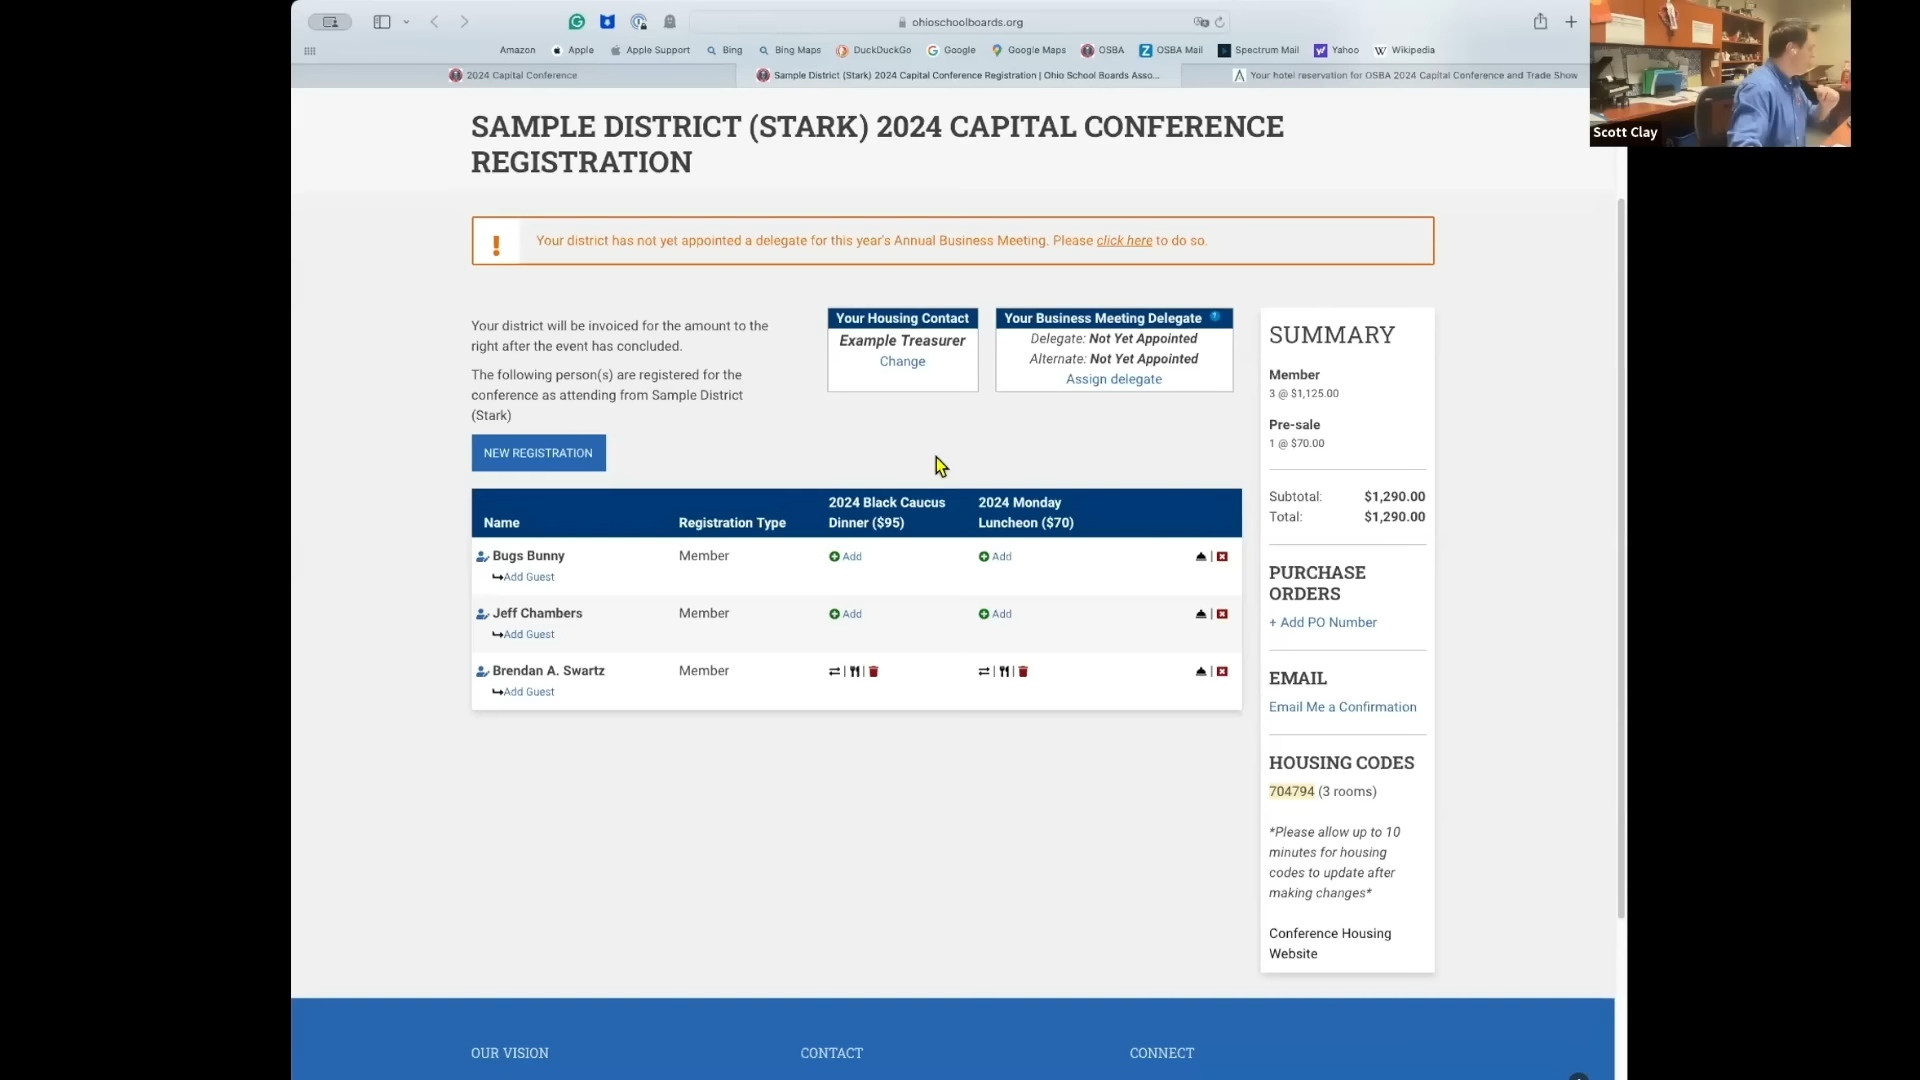 ohioschoolboards.org
Amazon Apple Apple Support Bing Bing Maps DuckDuckGo Google Google Maps OSBA OSBA Mail Spectrum Mail Yahoo Wikipedia
2024 Capital Conference
Sample District (Stark) 2024 Capital Conference Registration | Ohio School Boards Asso...
Your hotel reservation for OSBA 2024 Capital Conference and Trade Show
Scott Clay
SAMPLE DISTRICT (STARK) 2024 CAPITAL CONFERENCE
REGISTRATION
! Your district has not yet appointed a delegate for this year's Annual Business Meeting. Please click here to do so.
Your district will be invoiced for the amount to the
right after the event has concluded.
The following person(s) are registered for the
conference as attending from Sample District
(Stark)
NEW REGISTRATION
Your Housing Contact
Example Treasurer
Change
Your Business Meeting Delegate
Delegate: Not Yet Appointed
Alternate: Not Yet Appointed
Assign delegate
Name Registration Type 2024 Black Caucus Dinner ($95) 2024 Monday Luncheon ($70)
Bugs Bunny Member Add Add
Add Guest
Jeff Chambers Member Add Add
Add Guest
Brendan A. Swartz Member
Add Guest
SUMMARY
Member
3 @ $1,125.00
Pre-sale
1 @ $70.00
Subtotal: $1,290.00
Total: $1,290.00
PURCHASE
ORDERS
+ Add PO Number
EMAIL
Email Me a Confirmation
HOUSING CODES
704794 (3 rooms)
*Please allow up to 10
minutes for housing
codes to update after
making changes*
Conference Housing
Website
OUR VISION CONTACT CONNECT